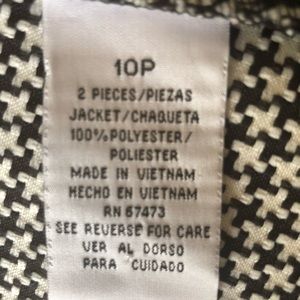 10P
2 PIECES/PIEZAS
JACKET/CHAQUETA
100%POLYESTER/
POLIESTER
MADE IN VIETNAM
HECHO EN VIETNAM
RN 67473
SEE REVERSE FOR CARE
VER AL DORSO
PARA CUIDADO